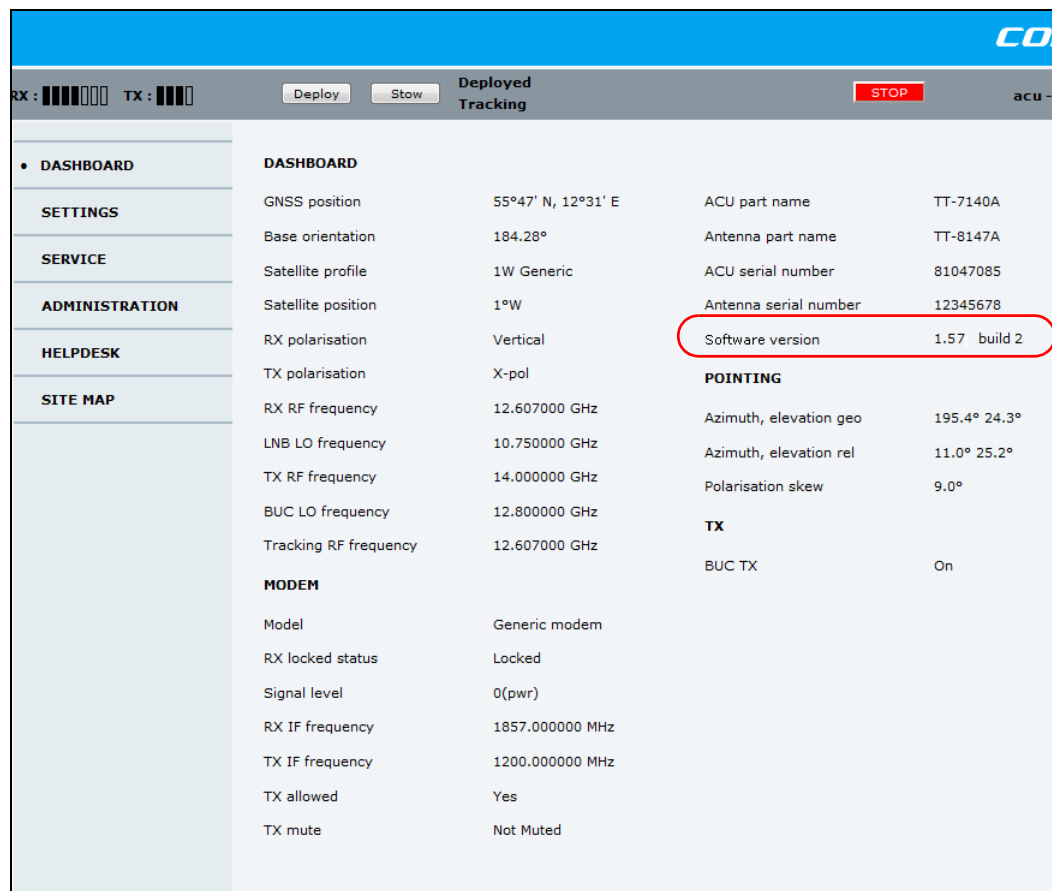 RX : TX : Deploy Stow Deployed Tracking STOP acu -
• DASHBOARD
SETTINGS
SERVICE
ADMINISTRATION
HELPDESK
SITE MAP
DASHBOARD
GNSS position 55°47' N, 12°31' E
Base orientation 184.28°
Satellite profile 1W Generic
Satellite position 1°W
RX polarisation Vertical
TX polarisation X-pol
RX RF frequency 12.607000 GHz
LNB LO frequency 10.750000 GHz
TX RF frequency 14.000000 GHz
BUC LO frequency 12.800000 GHz
Tracking RF frequency 12.607000 GHz
MODEM
Model Generic modem
RX locked status Locked
Signal level 0(pwr)
RX IF frequency 1857.000000 MHz
TX IF frequency 1200.000000 MHz
TX allowed Yes
TX mute Not Muted
ACU part name TT-7140A
Antenna part name TT-8147A
ACU serial number 81047085
Antenna serial number 12345678
Software version 1.57 build 2
POINTING
Azimuth, elevation geo 195.4° 24.3°
Azimuth, elevation rel 11.0° 25.2°
Polarisation skew 9.0°
TX
BUC TX On